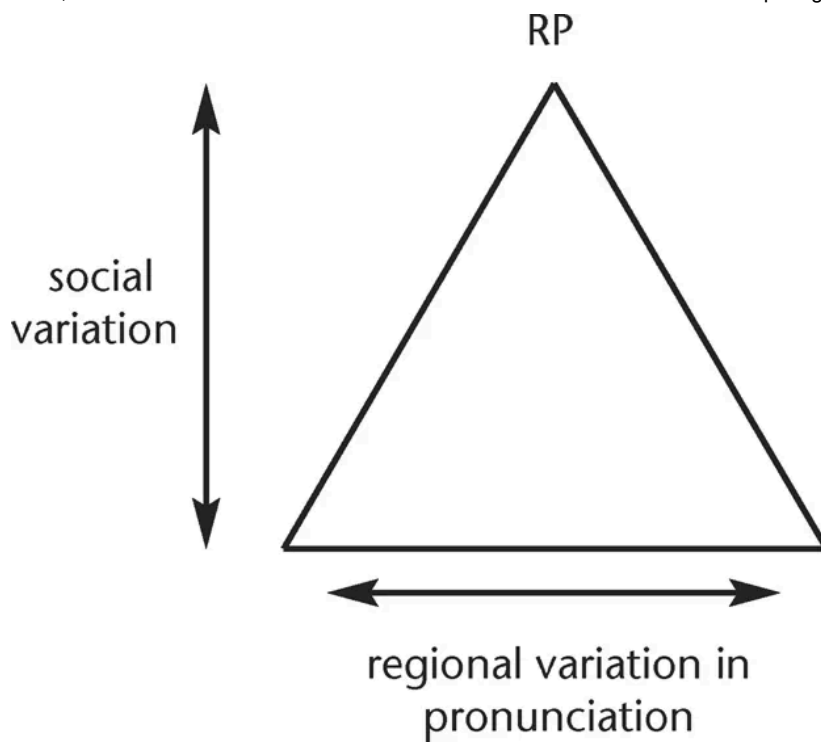 RP
social
variation
regional variation in
pronunciation